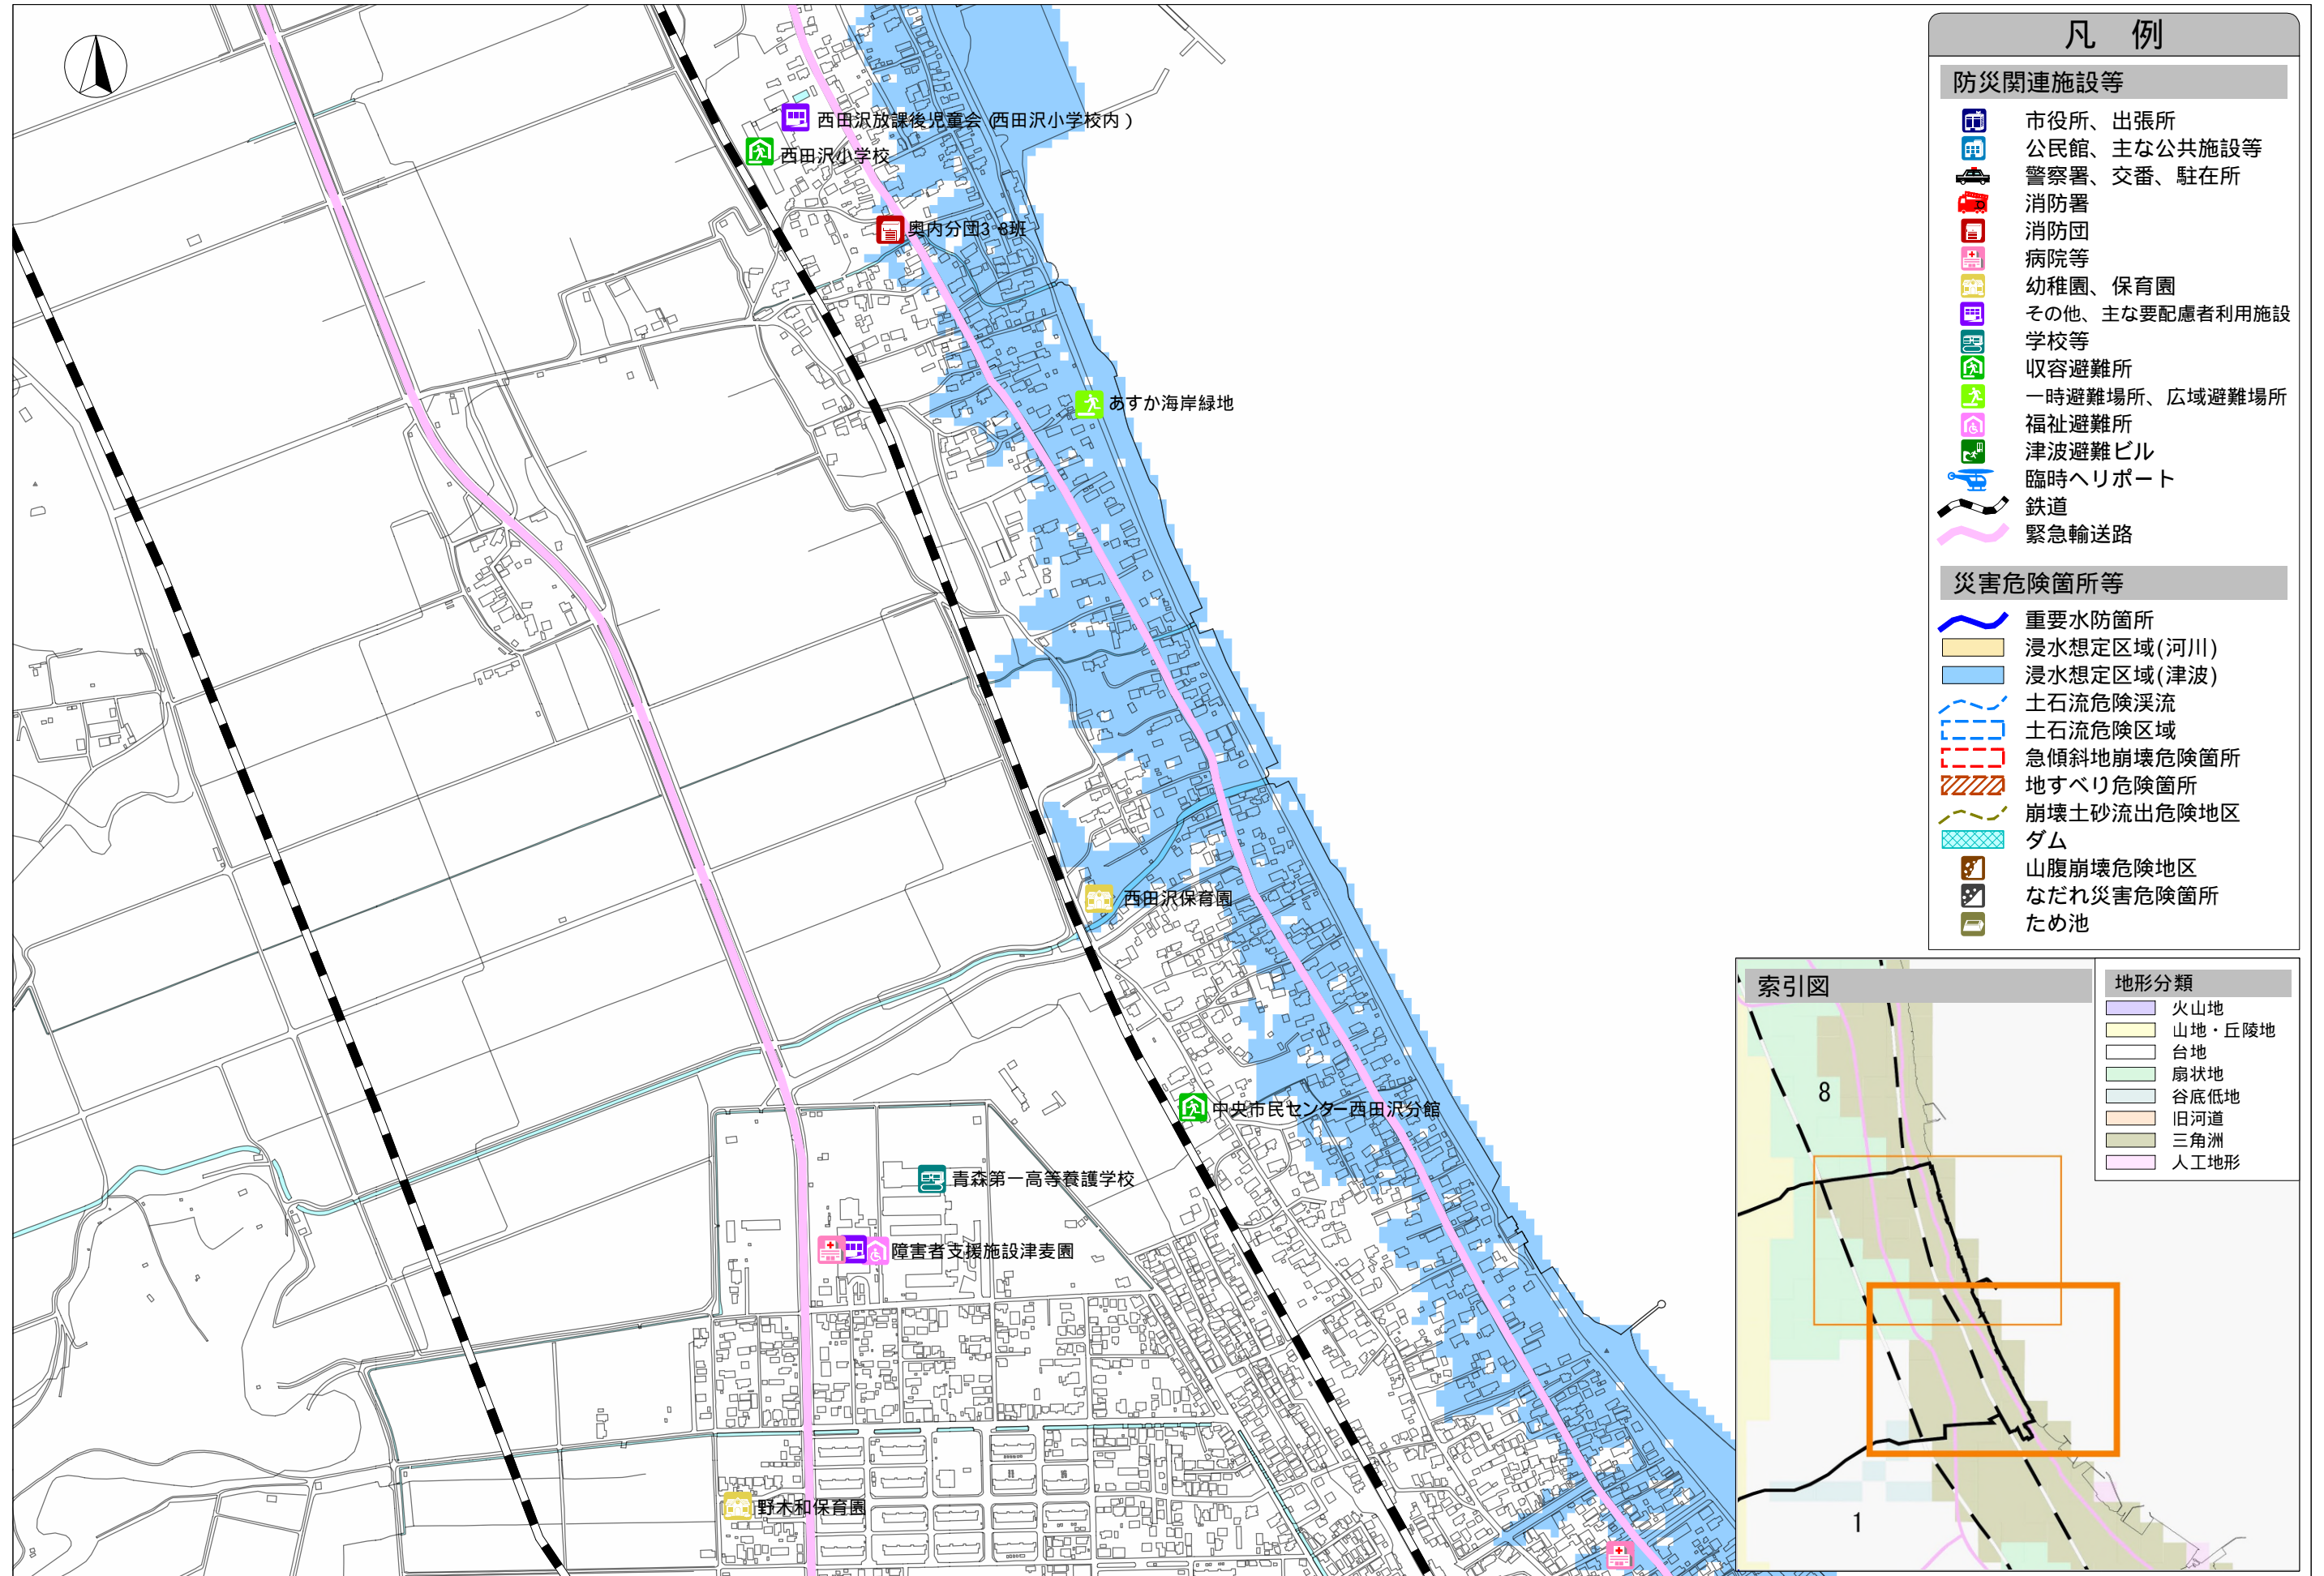 西田沢放課後児童会(西田沢小学校内)
西田沢小学校
奥内分団3-8班
あすか海岸緑地
西田沢保育園
中央市民センター西田沢分館
青森第一高等養護学校
障害者支援施設津麦園
野木和保育園
凡 例
防災関連施設等
市役所、出張所
公民館、主な公共施設等
警察署、交番、駐在所
消防署
消防団
病院等
幼稚園、保育園
その他、主な要配慮者利用施設
学校等
収容避難所
一時避難場所、広域避難場所
福祉避難所
津波避難ビル
臨時ヘリポート
鉄道
緊急輸送路
災害危険箇所等
重要水防箇所
浸水想定区域(河川)
浸水想定区域(津波)
土石流危険渓流
土石流危険区域
急傾斜地崩壊危険箇所
地すべり危険箇所
崩壊土砂流出危険地区
ダム
山腹崩壊危険地区
なだれ災害危険箇所
ため池
索引図
8
1
地形分類
火山地
山地・丘陵地
台地
扇状地
谷底低地
旧河道
三角洲
人工地形